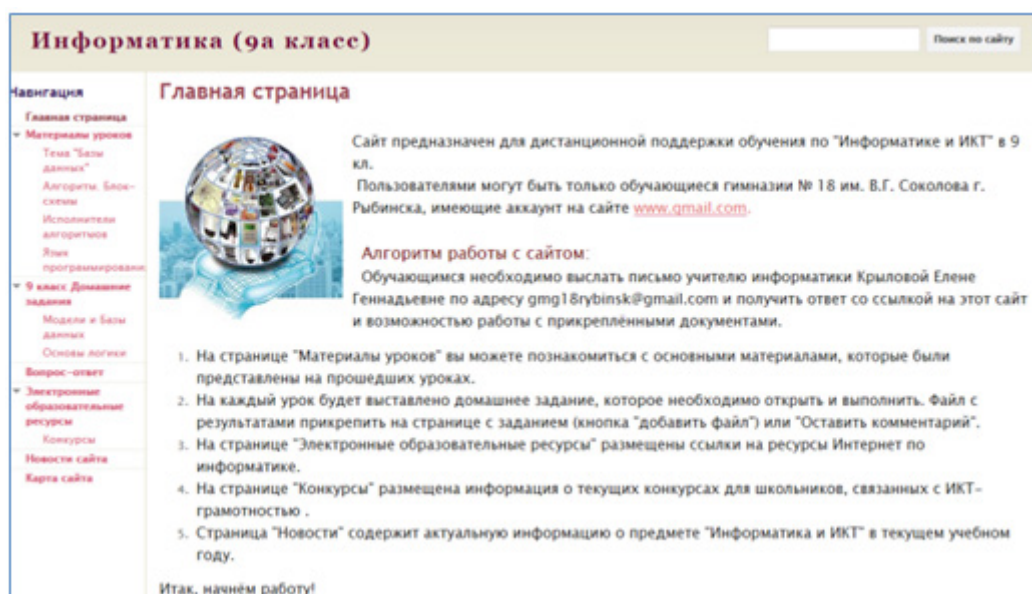 Информатика (9а класс)
Поиск по сайту
Навигация
Главная страница
Материалы уроков
Тема "Базы
данных"
Алгоритм. Блок-
схемы
Исполнители
алгоритмов
Язык
программировани
9 класс Домашние
задания
Модели и Базы
данных
Основы логики
Вопрос-ответ
Электронные
образовательные
ресурсы
Конкурсы
Новости сайта
Карта сайта
Главная страница
Сайт предназначен для дистанционной поддержки обучения по "Информатике и ИКТ" в 9
кл.
Пользователями могут быть только обучающиеся гимназии № 18 им. В.Г. Соколова г.
Рыбинска, имеющие аккаунт на сайте www.gmail.com.
Алгоритм работы с сайтом:
Обучающимся необходимо выслать письмо учителю информатики Крыловой Елене
Геннадьевне по адресу gmg18rybinsk@gmail.com и получить ответ со ссылкой на этот сайт
и возможностью работы с прикреплёнными документами.
1. На странице "Материалы уроков" вы можете познакомиться с основными материалами, которые были
представлены на прошедших уроках.
2. На каждый урок будет выставлено домашнее задание, которое необходимо открыть и выполнить. Файл с
результатами прикрепить на странице с заданием (кнопка "добавить файл") или "Оставить комментарий".
3. На странице "Электронные образовательные ресурсы" размещены ссылки на ресурсы Интернет по
информатике.
4. На странице "Конкурсы" размещена информация о текущих конкурсах для школьников, связанных с ИКТ-
грамотностью .
5. Страница "Новости" содержит актуальную информацию о предмете "Информатика и ИКТ" в текущем учебном
году.
Итак, начнём работу!